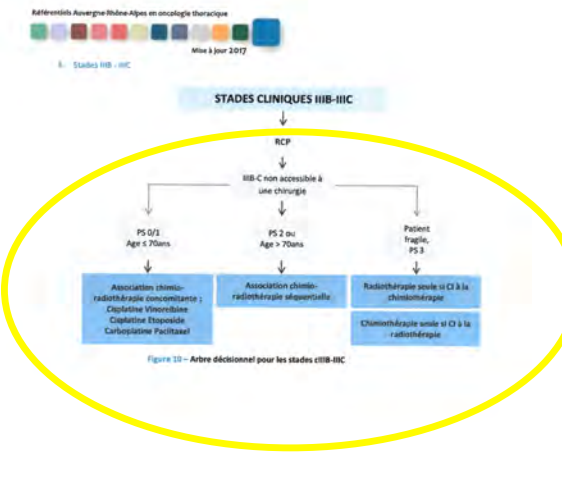 Référentiels Auvergne-Rhône-Alpes en oncologie thoracique
Mise à jour 2017
Stades IIIB - IIIC
STADES CLINIQUES IIIB-IIIC
RCP
IIIB-C non accessible à
une chirurgie
PS 0/1
Age ≤ 70ans
PS 2 ou
Age > 70ans
Patient
fragile,
PS 3
Association chimio-
radiothérapie concomitante :
Cisplatine Vinorelbine
Cisplatine Etoposide
Carboplatine Paclitaxel
Association chimio-
radiothérapie séquentielle
Radiothérapie seule si CI à la
chimiothérapie
Chimiothérapie seule si CI à la
radiothérapie
Figure 10 – Arbre décisionnel pour les stades cIIIB-IIIC